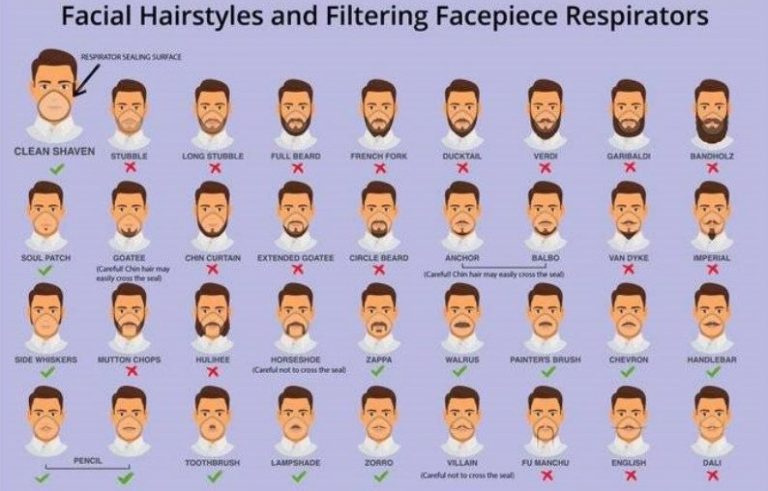 Facial Hairstyles and Filtering Facepiece Respirators
RESPIRATOR SEALING SURFACE
CLEAN SHAVEN
STUBBLE
LONG STUBBLE
FULL BEARD
FRENCH FORK
DUCKTAIL
VERDI
GARIBALDI
BANDHOLZ
SOUL PATCH
GOATEE
(Careful! Chin hair may
easily cross the seal)
CHIN CURTAIN
EXTENDED GOATEE
CIRCLE BEARD
ANCHOR
BALBO
(Careful! Chin hair may easily cross the seal)
VAN DYKE
IMPERIAL
SIDE WHISKERS
MUTTON CHOPS
HULIHEE
HORSESHOE
(Careful not to cross the seal)
ZAPPA
WALRUS
PAINTER'S BRUSH
CHEVRON
HANDLEBAR
PENCIL
TOOTHBRUSH
LAMPSHADE
ZORRO
VILLAIN
(Careful not to cross the seal)
FU MANCHU
ENGLISH
DALI